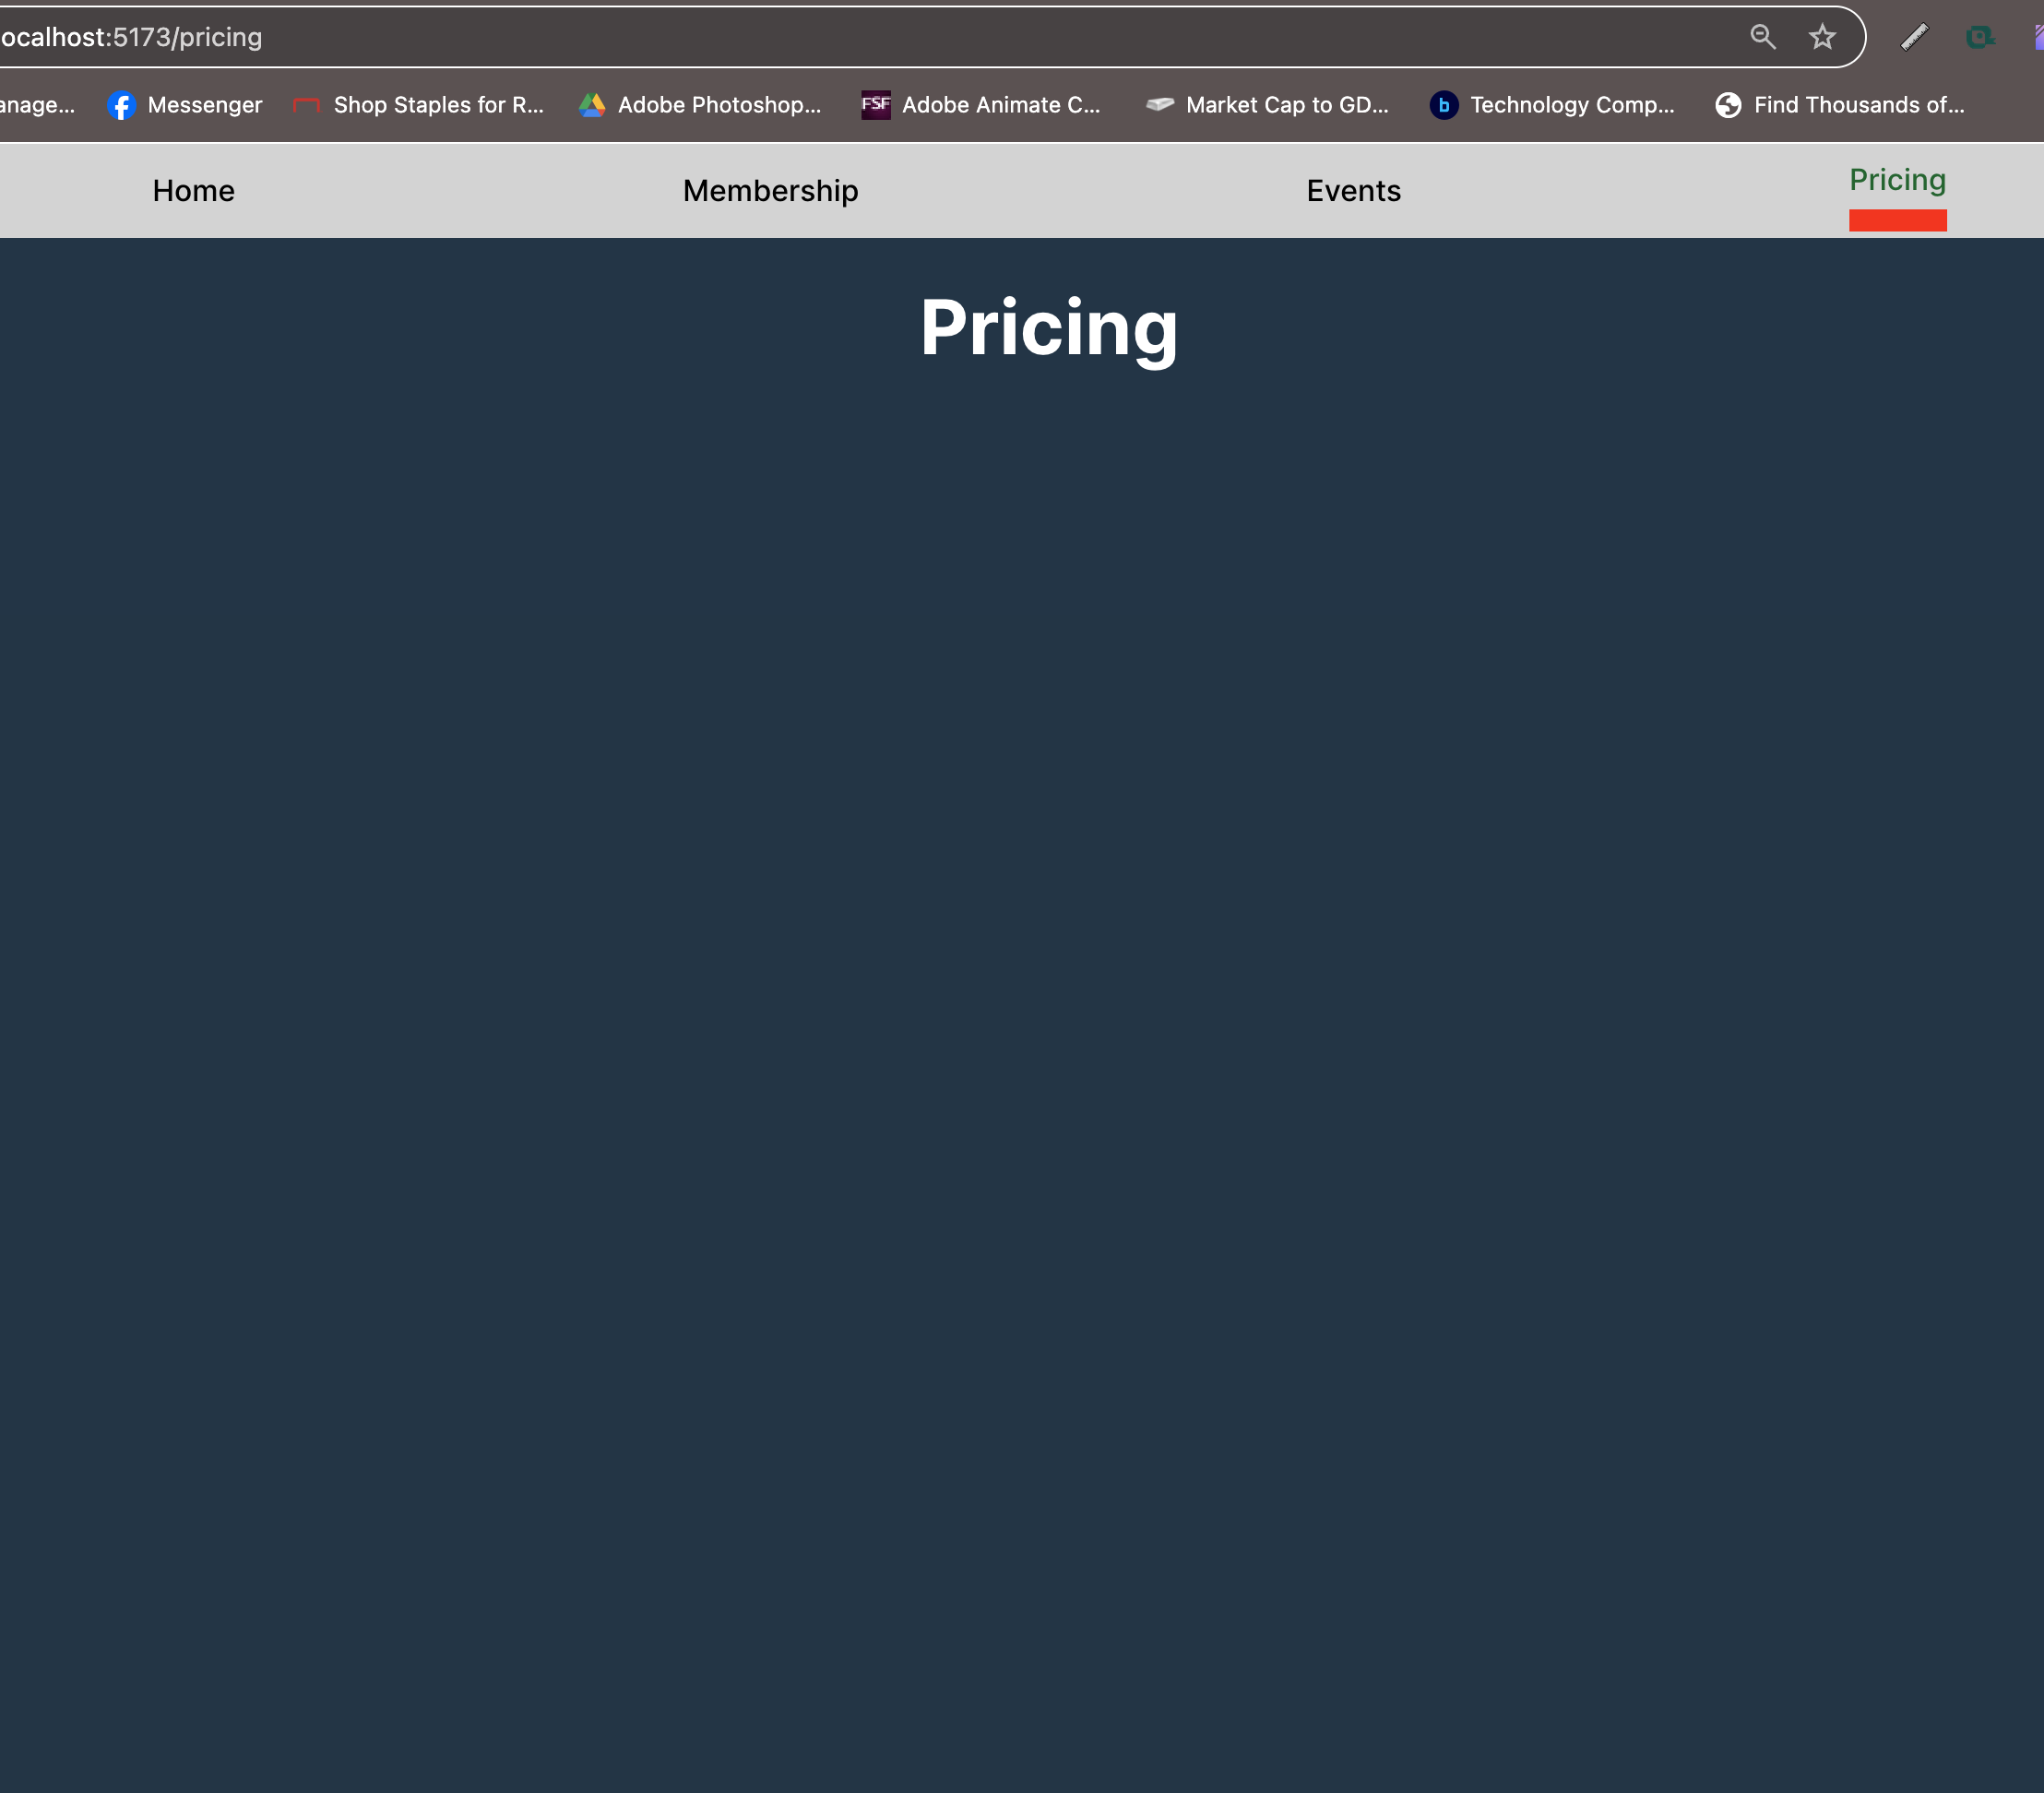 ocalhost:5173/pricing
anage... Messenger Shop Staples for R... Adobe Photoshop... FSF Adobe Animate C... Market Cap to GD... b Technology Comp... Find Thousands of...
Home Membership Events Pricing
Pricing